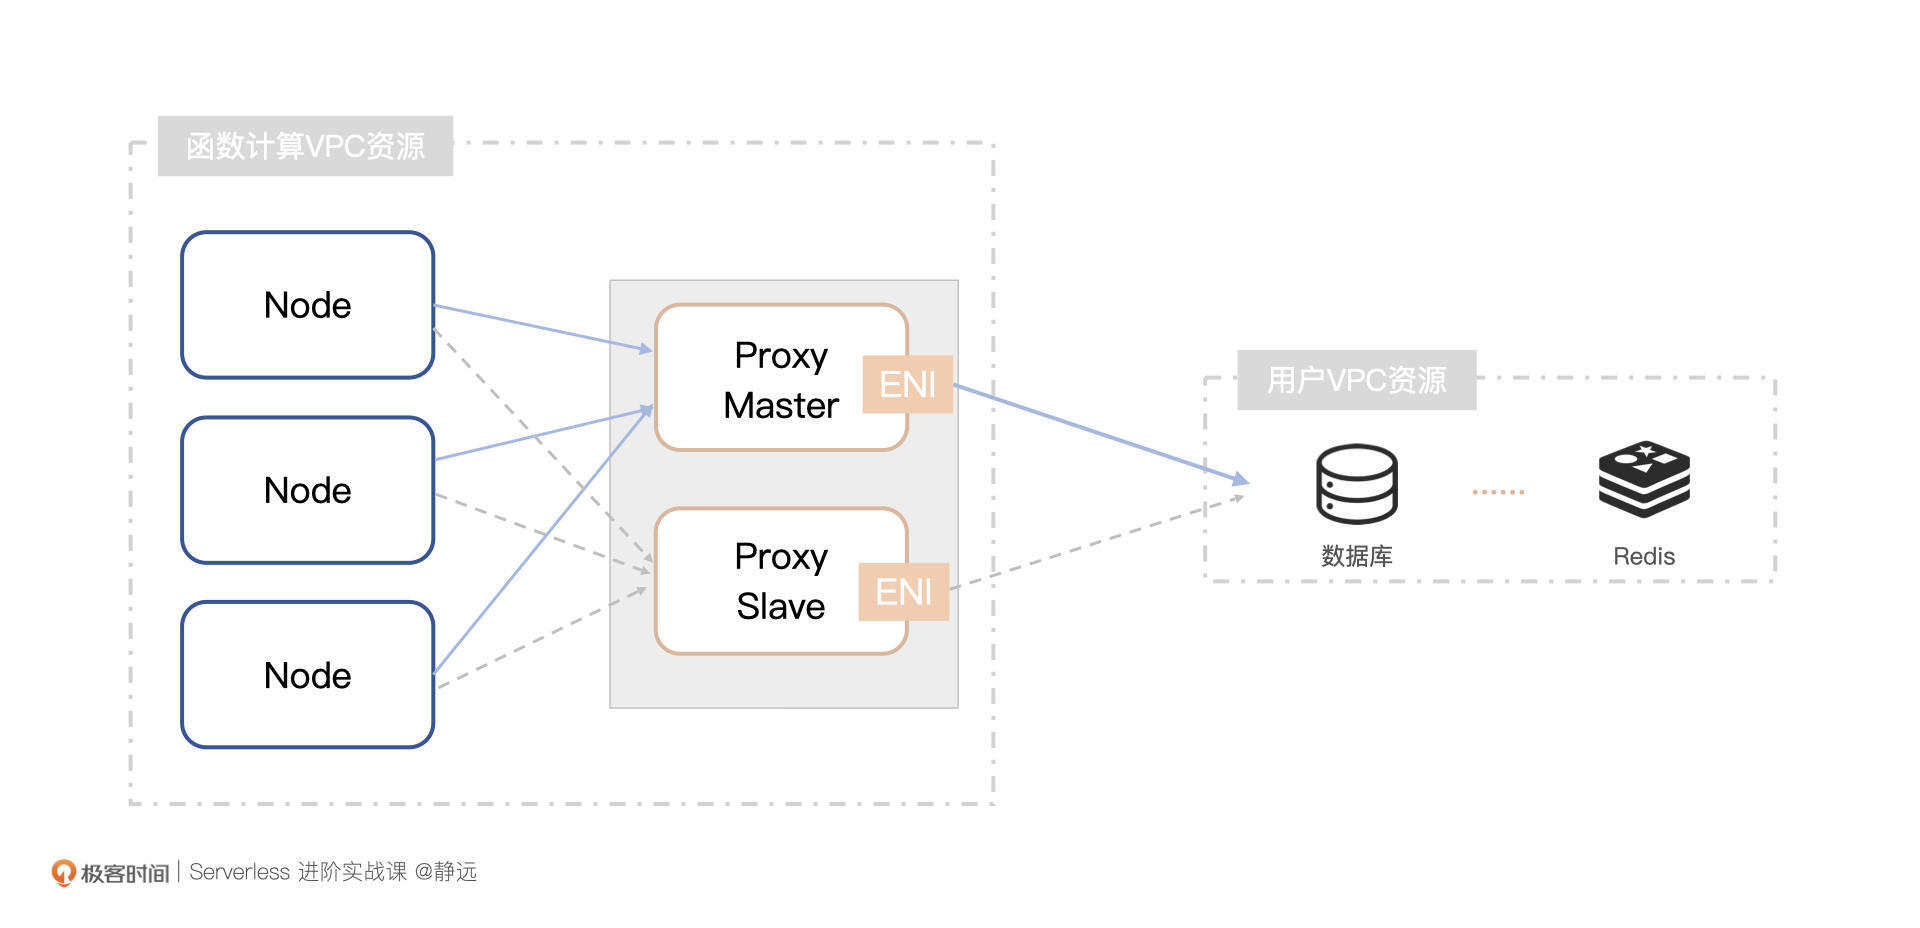 函数计算VPC资源
Node
Node
Node
Proxy
Master
ENI
Proxy
Slave
ENI
用户VPC资源
数据库
......
Redis
极客时间 | Serverless 进阶实战课 @静远